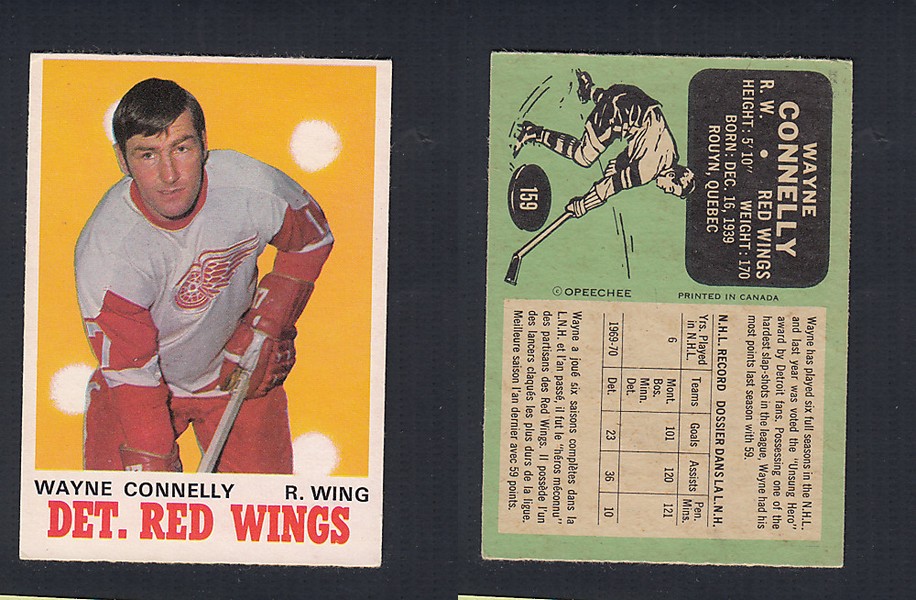 WAYNE CONNELLY R. WING
DET. RED WINGS
WAYNE
CONNELLY
R. W. • RED WINGS
HEIGHT: 5' 10" WEIGHT: 170
BORN: DEC. 16, 1939
ROUYN, QUEBEC
159
©OPEECHEE PRINTED IN CANADA
Wayne has played six full seasons in the N.H.L.
and last year was voted the "Unsung Hero"
award by Detroit fans. Possessing one of the
hardest slap-shots in the league, Wayne had his
most points last season with 59.
N.H.L. RECORD DOSSIER DANS LA L.N.H.
Yrs. Played Teams Goals Assists Pen.
in N.H.L. Mins.
6 Mont. 101 120 121
Bos.
Minn.
Det.
1969-70 Det. 23 36 10
Wayne a joué six saisons complètes dans la
L.N.H. et l'an passé, il fut le "héros méconnu"
des partisans des Red Wings. Il possède l'un
des lancers claqués les plus durs de la ligue.
Meilleure saison l'an dernier avec 59 points.